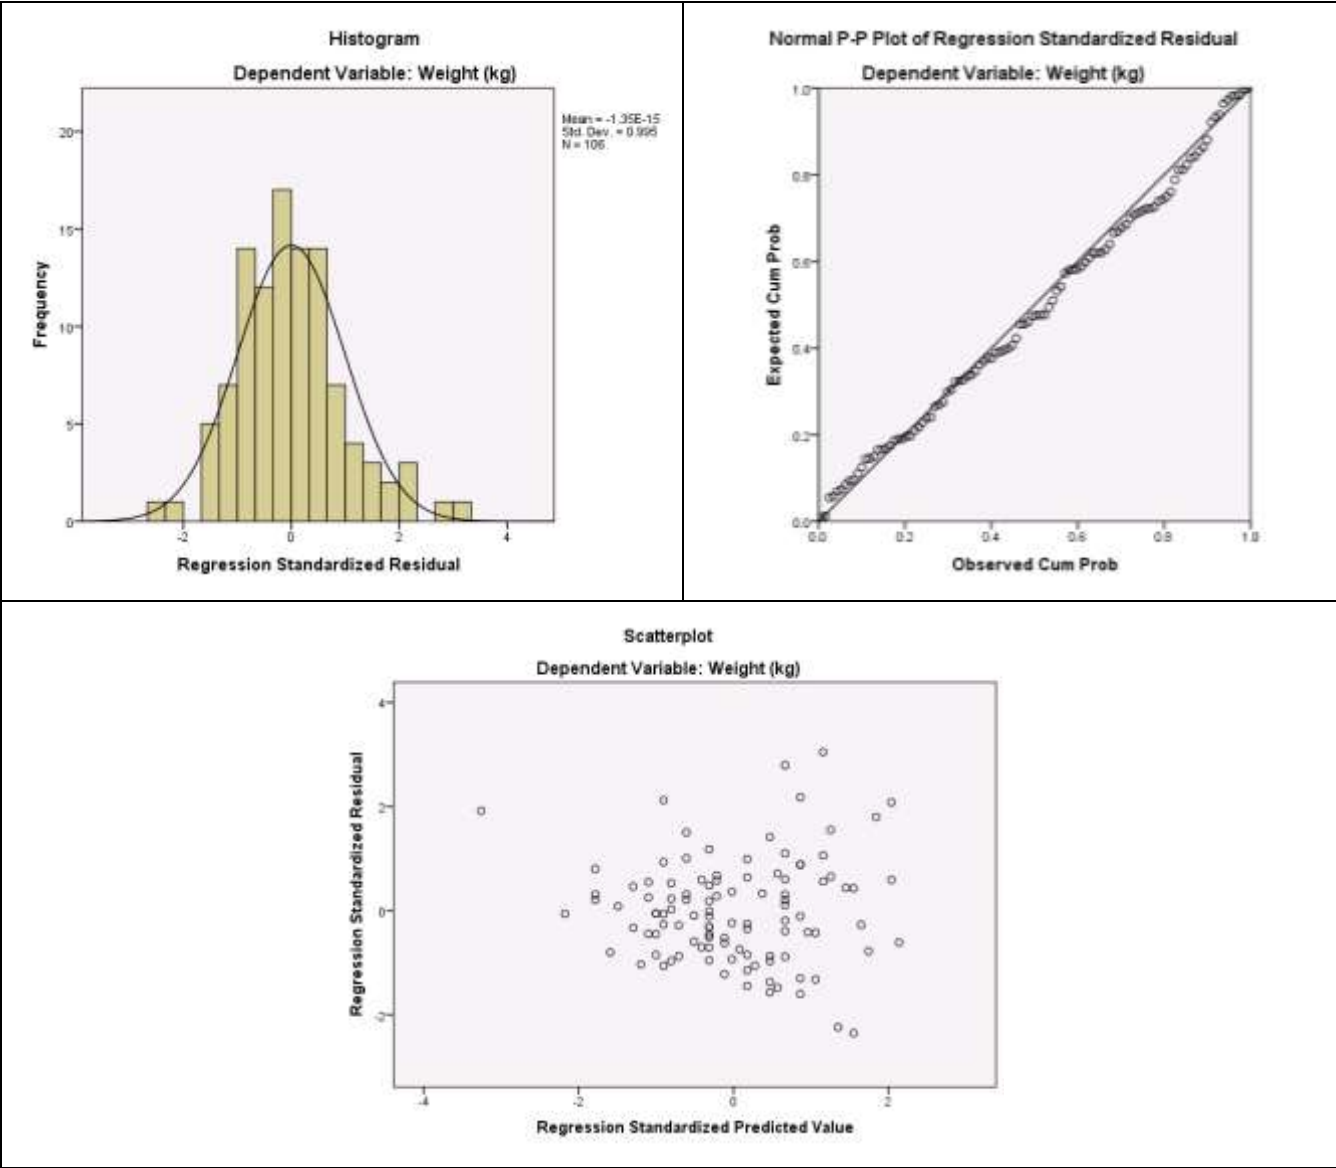 Histogram
Dependent Variable: Weight (kg)
Mean = -1.35E-15
Std. Dev. = 0.995
N = 106
20
15
10
5
0
Frequency
-2 0 2 4
Regression Standardized Residual
Normal P-P Plot of Regression Standardized Residual
Dependent Variable: Weight (kg)
1.0
0.8
0.6
0.4
0.2
0.0
Expected Cum Prob
0.0 0.2 0.4 0.6 0.8 1.0
Observed Cum Prob
Scatterplot
Dependent Variable: Weight (kg)
4
2
0
-2
Regression Standardized Residual
-4 -2 0 2
Regression Standardized Predicted Value